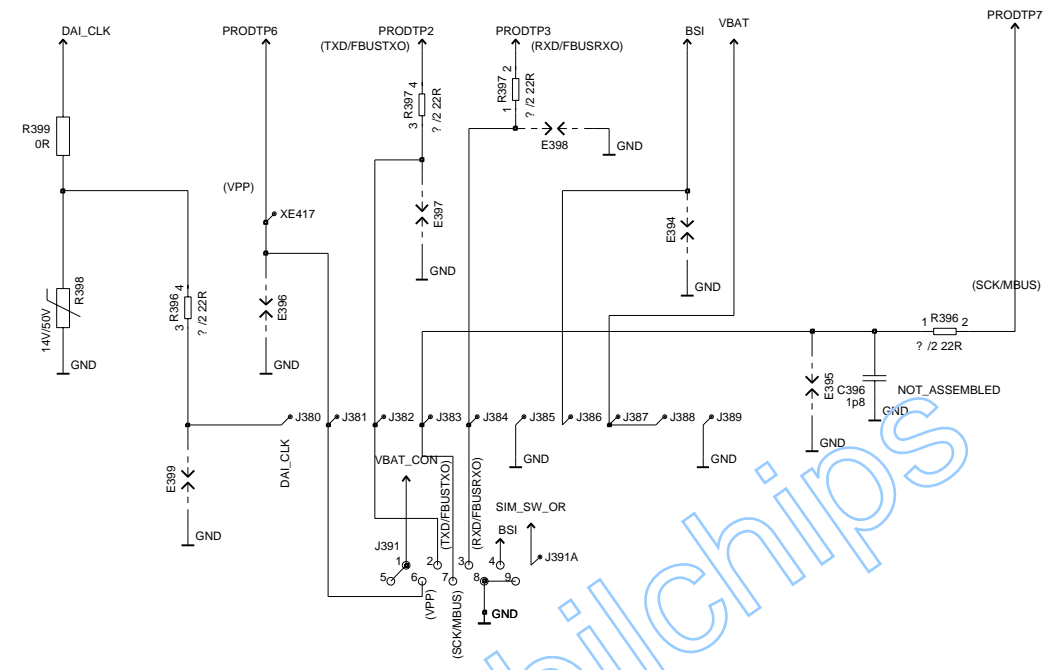 DAI_CLK
PRODTP6
PRODTP2
(TXD/FBUSTXO)
PRODTP3
(RXD/FBUSRXO)
BSI
VBAT
PRODTP7
R399
0R
R397
4
3
? /2 22R
R397
2
1
? /2 22R
E398
GND
(VPP)
XE417
E397
GND
E394
GND
(SCK/MBUS)
R398
14V/50V
GND
R396
4
3
? /2 22R
E396
GND
1
R396
2
? /2 22R
E395
GND
C396
1p8
NOT_ASSEMBLED
GND
J380
J381
J382
J383
J384
J385
J386
J387
J388
J389
DAI_CLK
E399
GND
VBAT_CON
(TXD/FBUSTXO)
(RXD/FBUSRXO)
GND
GND
SIM_SW_OR
BSI
J391A
J391
1
2
3
4
5
6
7
8
9
(VPP)
(SCK/MBUS)
GND
bilchips